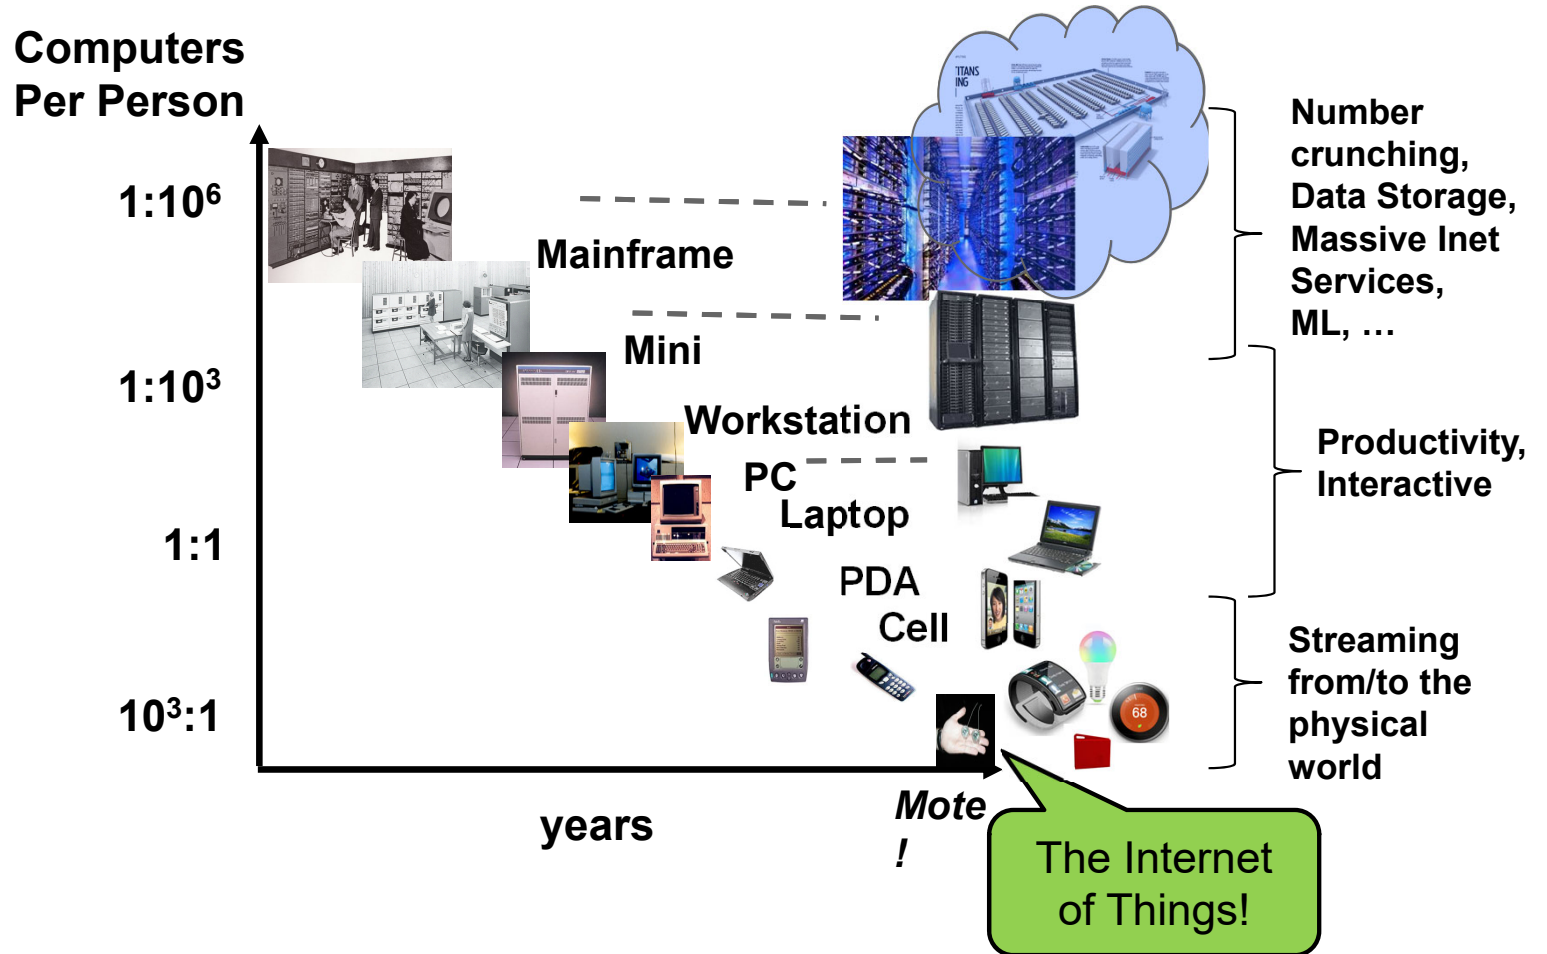 Computers
Per Person
1:10⁶
1:10³
1:1
10³:1
Mainframe
Mini
Workstation
PC
Laptop
PDA
Cell
Mote
!
years
TITANS
ING
68
The Internet
of Things!
Number
crunching,
Data Storage,
Massive Inet
Services,
ML, …
Productivity,
Interactive
Streaming
from/to the
physical
world